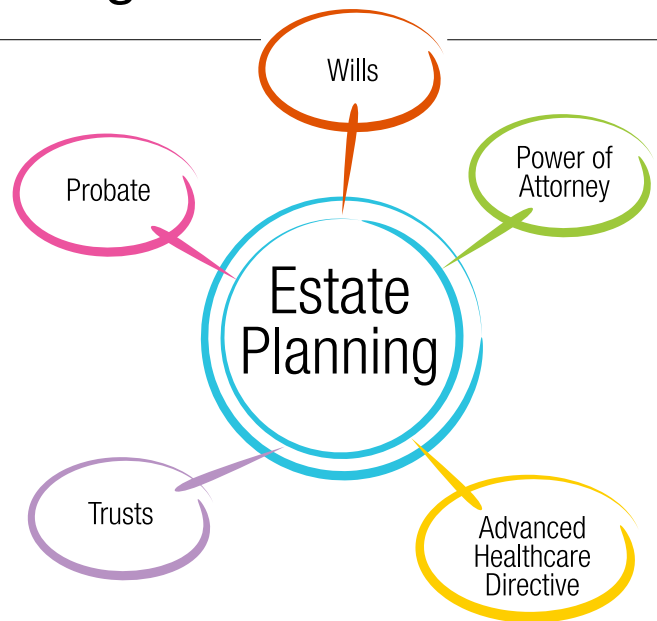 Wills
Power of
Attorney
Probate
Estate
Planning
Trusts
Advanced
Healthcare
Directive